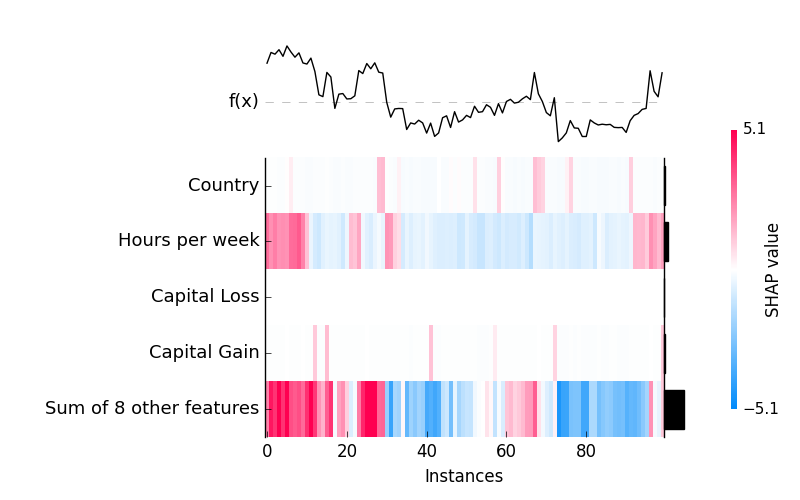 f(x)
Country
Hours per week
Capital Loss
Capital Gain
Sum of 8 other features
0 20 40 60 80
Instances
5.1
−5.1
SHAP value